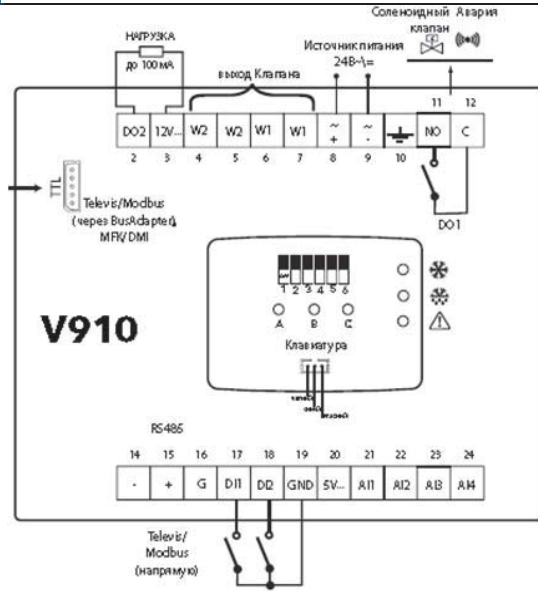 Соленоидный Авария
клапан
НАГРУЗКА
до 100 мА
Источник питания
24В~\=
выход Клапана
11 12
DO2 12V... W2 W2 W1 W1 ~+ ~- NO C
2 3 4 5 6 7 8 9 10
DO1
TTL
Televis/Modbus
(через BusAdapter),
MFK/DMI
1 2 3 4 5 6
A B C
Клавиатура
V910
RS485
14 15 16 17 18 19 20 21 22 23 24
- + G DI1 DI2 GND 5V... AI1 AI2 AI3 AI4
Televis/
Modbus
(напрямую)